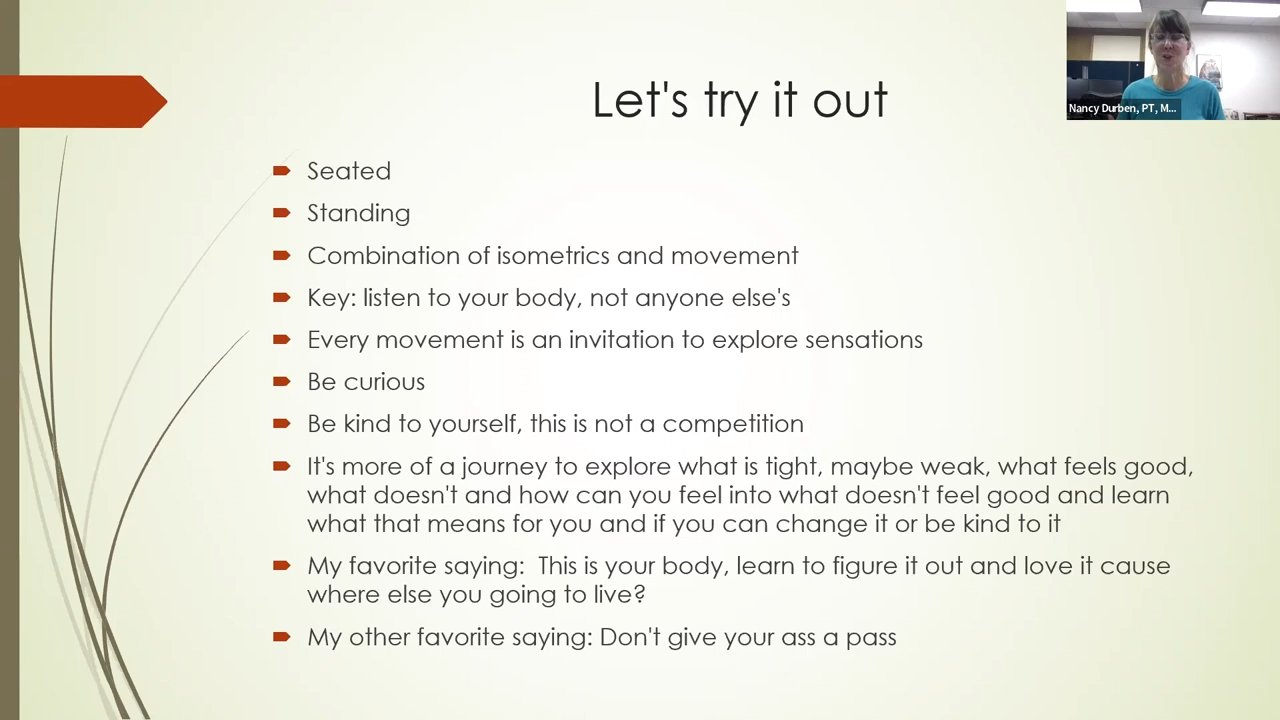 Let's try it out
Nancy Durben, PT, M...
Seated
Standing
Combination of isometrics and movement
Key: listen to your body, not anyone else's
Every movement is an invitation to explore sensations
Be curious
Be kind to yourself, this is not a competition
It's more of a journey to explore what is tight, maybe weak, what feels good,
what doesn't and how can you feel into what doesn't feel good and learn
what that means for you and if you can change it or be kind to it
My favorite saying:  This is your body, learn to figure it out and love it cause
where else you going to live?
My other favorite saying: Don't give your ass a pass